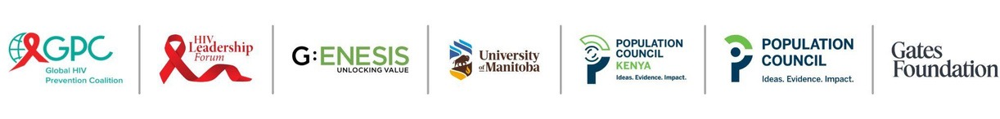 GPC
Global HIV
Prevention Coalition
HIV
Leadership
Forum
G:ENESIS
UNLOCKING VALUE
University
of Manitoba
POPULATION
COUNCIL
KENYA
Ideas. Evidence. Impact.
POPULATION
COUNCIL
Ideas. Evidence. Impact.
Gates
Foundation